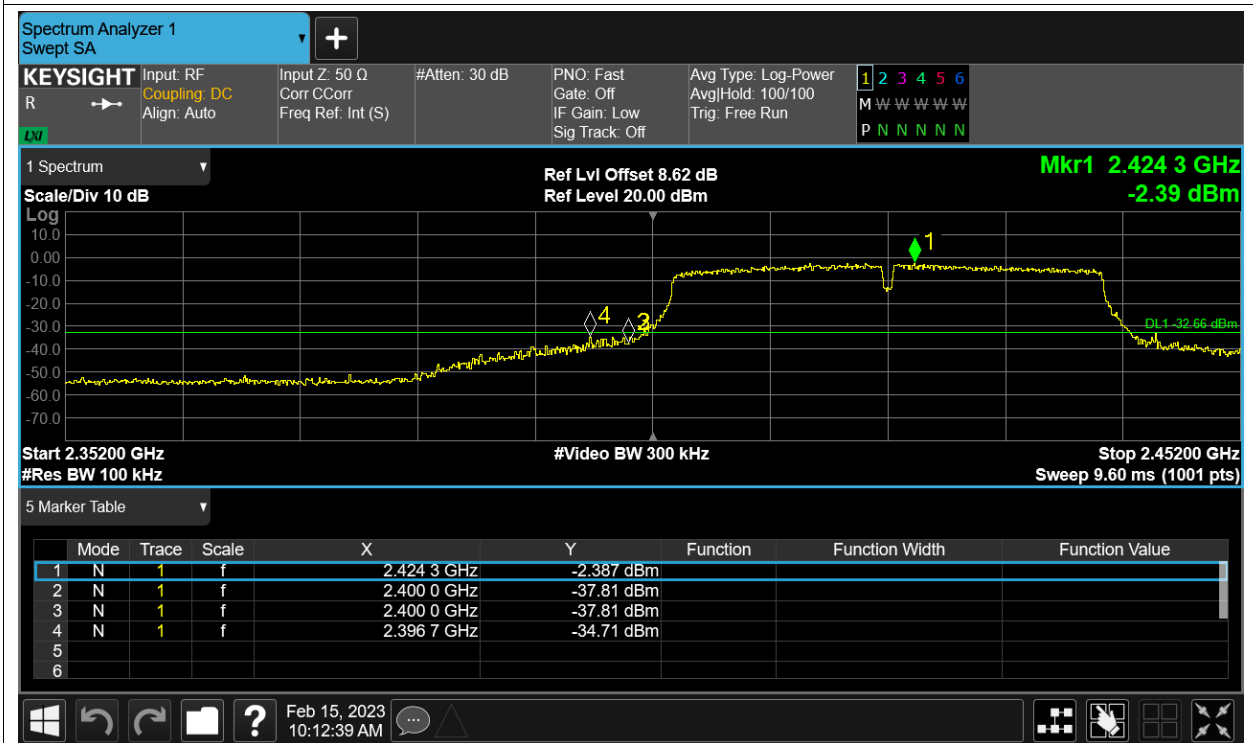 Spectrum Analyzer 1
Swept SA
+
KEYSIGHT Input: RF Input Z: 50 Ω #Atten: 30 dB PNO: Fast Avg Type: Log-Power 1 2 3 4 5 6
R Coupling: DC Corr CCorr Gate: Off Avg|Hold: 100/100 M W W W W W
Align: Auto Freq Ref: Int (S) IF Gain: Low Trig: Free Run
LXI Sig Track: Off P N N N N N
1 Spectrum Ref Lvl Offset 8.62 dB Mkr1 2.424 3 GHz
Scale/Div 10 dB Ref Level 20.00 dBm -2.39 dBm
Log
10.0
0.00
-10.0
-20.0
-30.0
-40.0
-50.0
-60.0
-70.0
1
4
3
DL1 -32.66 dBm
Start 2.35200 GHz #Video BW 300 kHz Stop 2.45200 GHz
#Res BW 100 kHz Sweep 9.60 ms (1001 pts)
5 Marker Table
Mode Trace Scale X Y Function Function Width Function Value
1 N 1 f 2.424 3 GHz -2.387 dBm
2 N 1 f 2.400 0 GHz -37.81 dBm
3 N 1 f 2.400 0 GHz -37.81 dBm
4 N 1 f 2.396 7 GHz -34.71 dBm
5
6
? Feb 15, 2023
10:12:39 AM